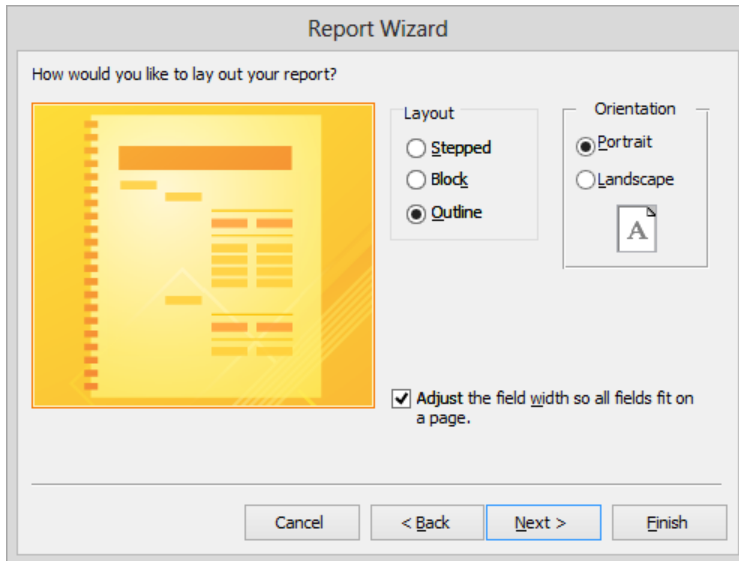 Report Wizard
How would you like to lay out your report?
Layout
Stepped
Block
Outline
Orientation
Portrait
Landscape
A
Adjust the field width so all fields fit on
a page.
Cancel
< Back
Next >
Finish